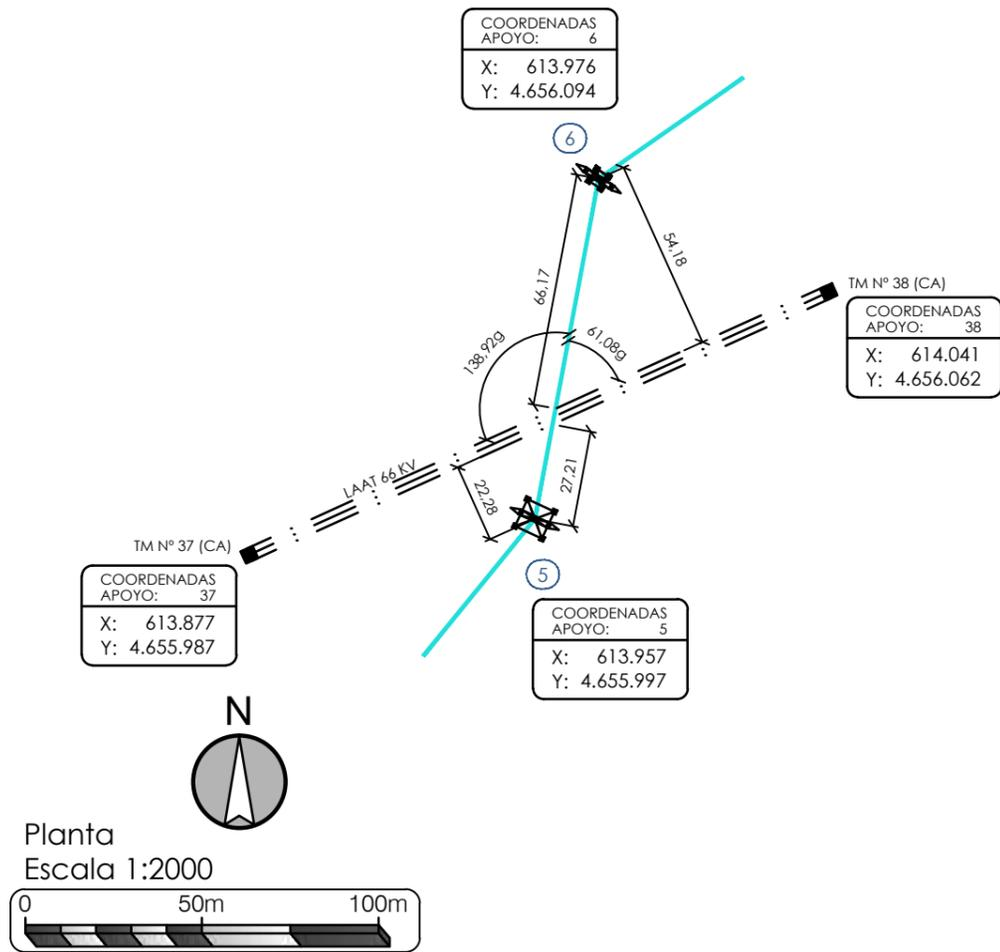 COORDENADAS
APOYO: 6
X: 613.976
Y: 4.656.094
6
54,18
66,17
TM Nº 38 (CA)
COORDENADAS
APOYO: 38
X: 614.041
Y: 4.656.062
138,92g
61,08g
LAAT 66 KV
22,28
27,21
TM Nº 37 (CA)
COORDENADAS
APOYO: 37
X: 613.877
Y: 4.655.987
5
COORDENADAS
APOYO: 5
X: 613.957
Y: 4.655.997
N
Planta
Escala 1:2000
0 50m 100m